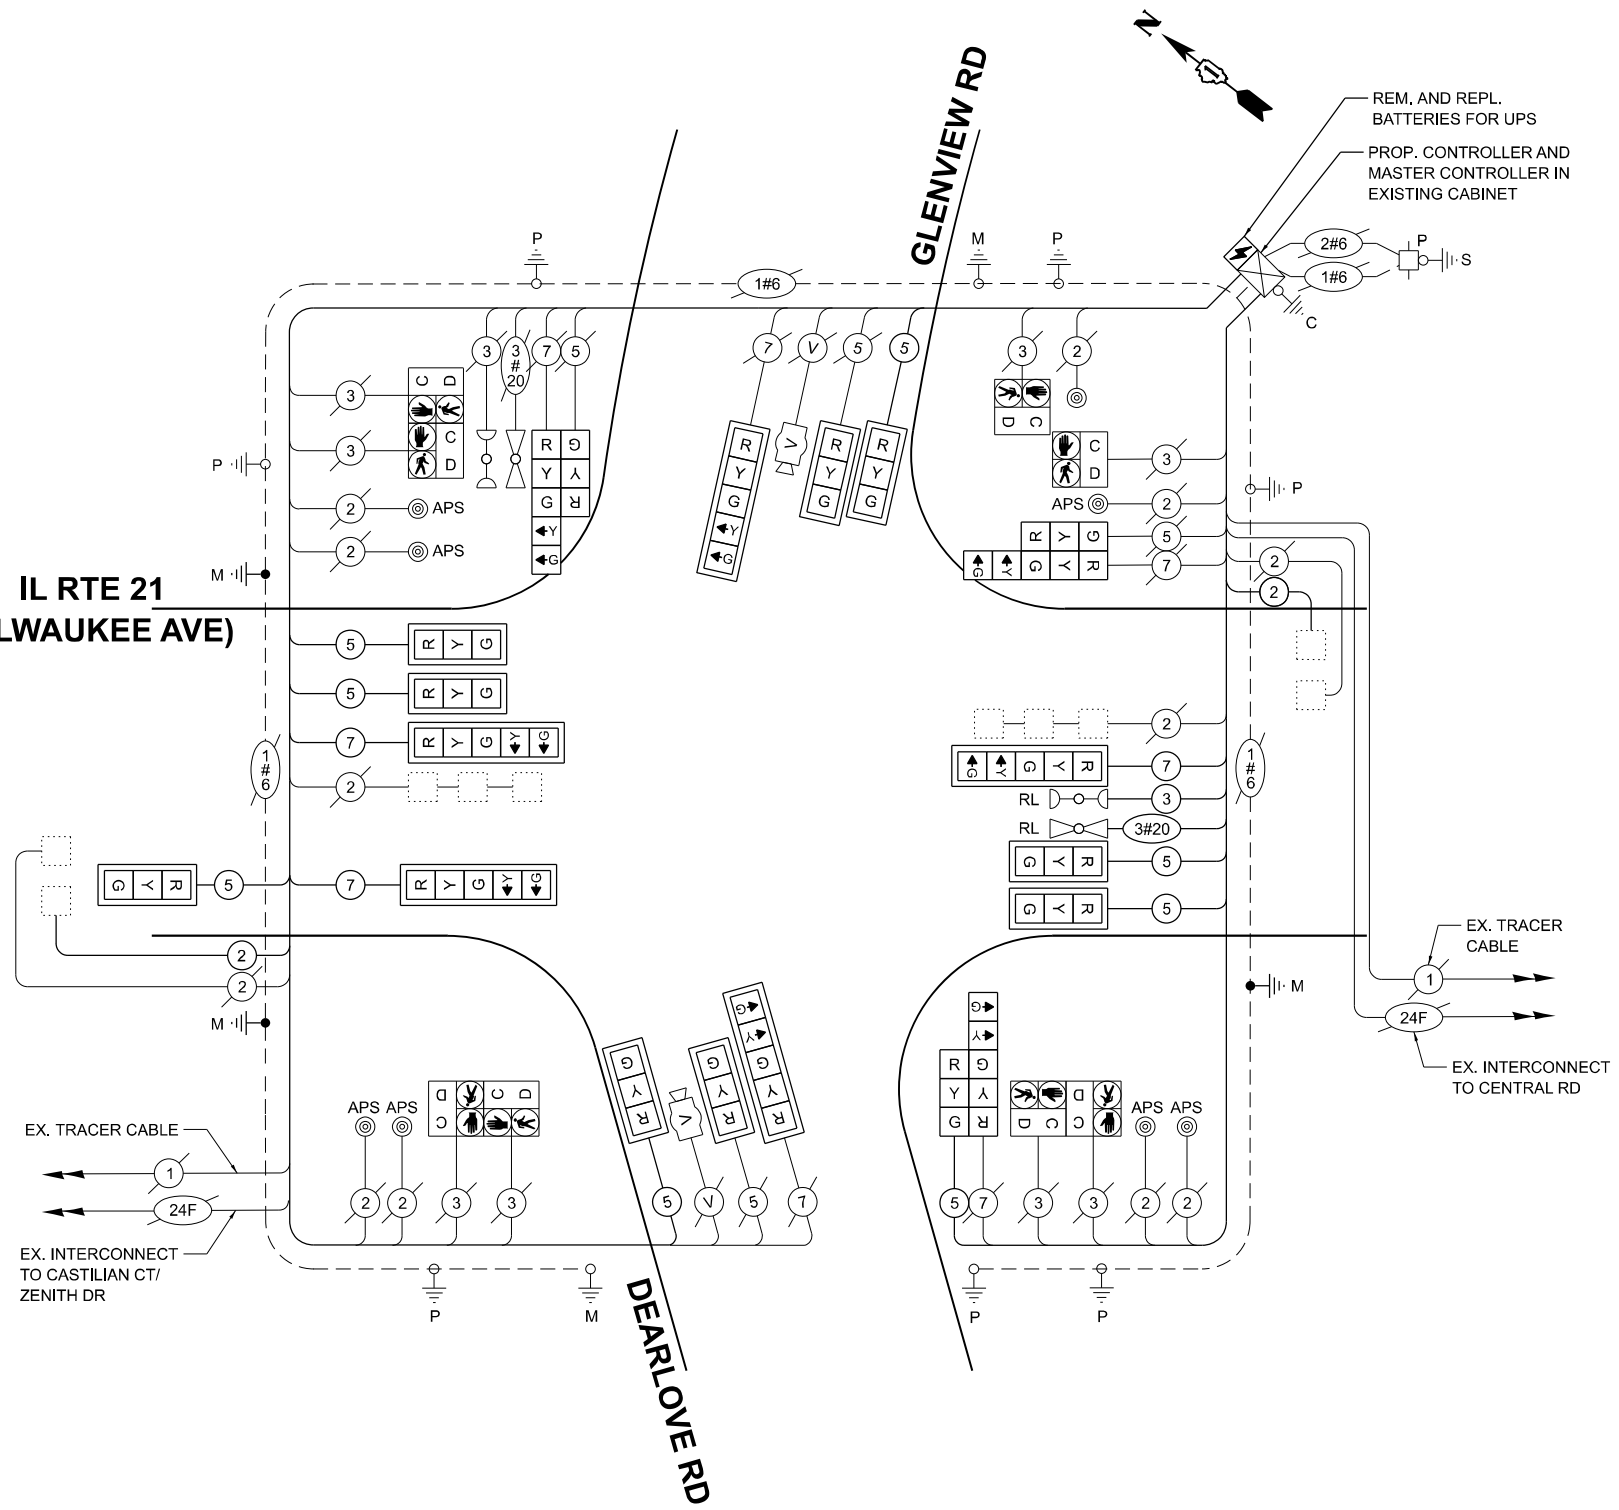 N
1
REM. AND REPL.
BATTERIES FOR UPS
PROP. CONTROLLER AND
MASTER CONTROLLER IN
EXISTING CABINET
GLENVIEW RD
P
M
P
1#6
2#6
P
S
1#6
C
3
3
#
20
7
5
7
V
5
5
3
2
3
C D
C
D
3
P
2
APS
2
APS
M
R
Y
G
Y
G
G
Y
R
R
Y
G
Y
G
V
R
Y
G
R
Y
G
D C
C
D
3
APS
2
P
R Y G
5
G Y G Y R
7
2
2
IL RTE 21
LWAUKEE AVE)
5
R Y G
5
R Y G
7
R Y G Y G
2
1
#
6
2
G Y G Y R
7
RL
3
RL
3#20
G Y R
5
G Y R
5
1
#
6
G Y R
5
7
R Y G Y G
2
2
M
EX. TRACER
CABLE
1
24F
EX. INTERCONNECT
TO CENTRAL RD
M
G
Y
R
V
G
Y
R
G
Y
G
Y
R
G
Y
R
Y
G
G
Y
R
APS APS
D
C
C D
D C
D
C
APS APS
EX. TRACER CABLE
1
24F
2
2
3
3
5
V
5
7
5
7
3
3
2
2
EX. INTERCONNECT
TO CASTILIAN CT/
ZENITH DR
P
M
P
P
DEARLOVE RD